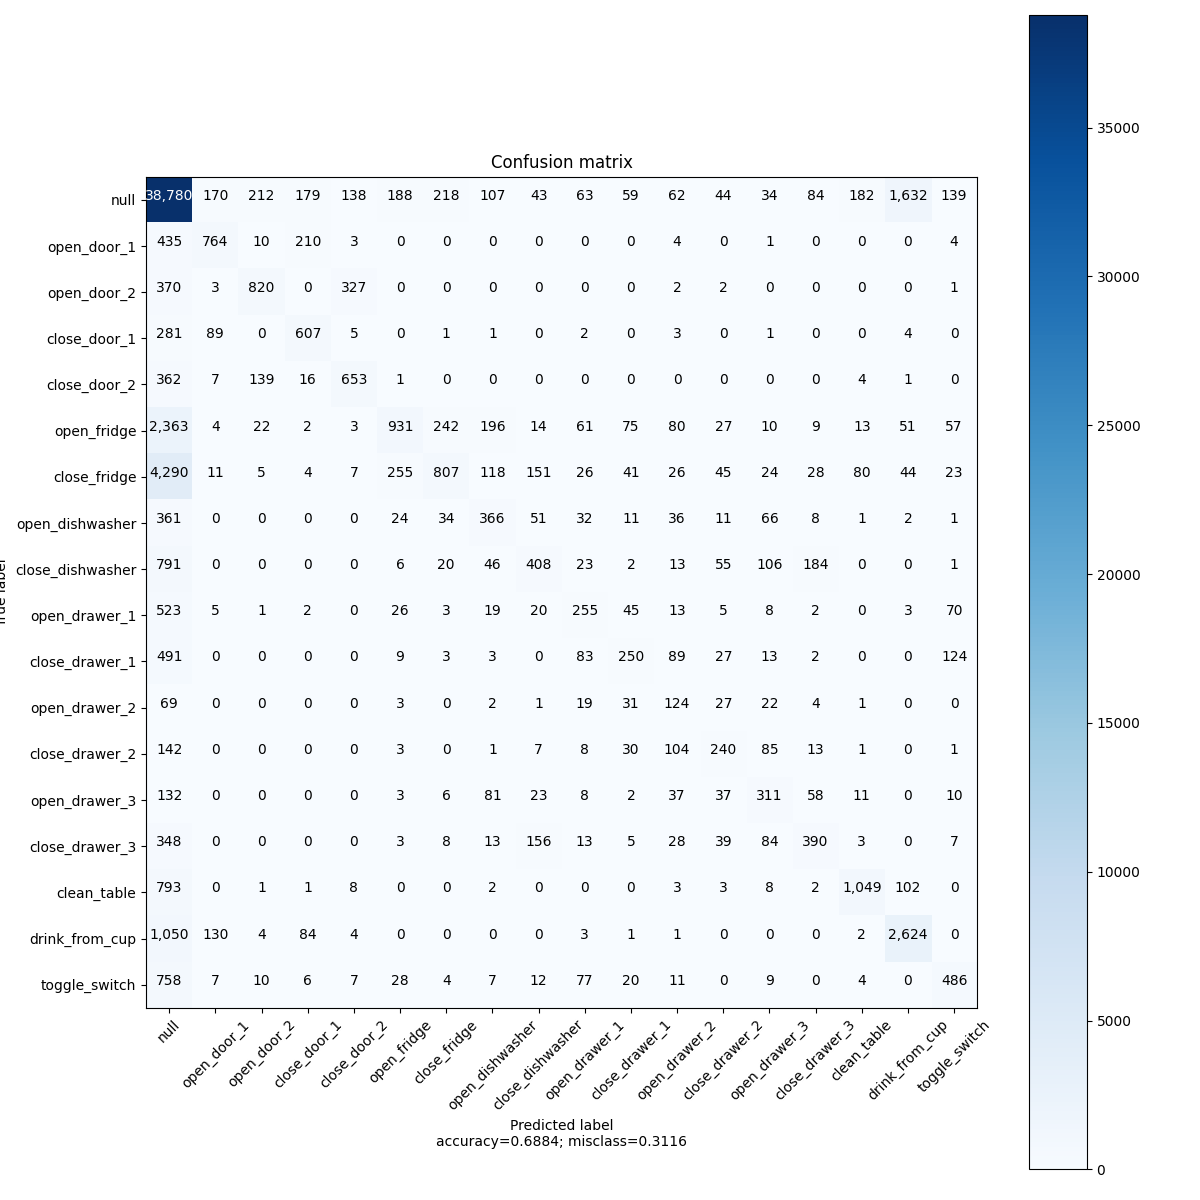 Confusion matrix
null 38,780 170 212 179 138 188 218 107 43 63 59 62 44 34 84 182 1,632 139
open_door_1 435 764 10 210 3 0 0 0 0 0 0 4 0 1 0 0 0 4
open_door_2 370 3 820 0 327 0 0 0 0 0 0 2 2 0 0 0 0 1
close_door_1 281 89 0 607 5 0 1 1 0 2 0 3 0 1 0 0 4 0
close_door_2 362 7 139 16 653 1 0 0 0 0 0 0 0 0 0 4 1 0
open_fridge 2,363 4 22 2 3 931 242 196 14 61 75 80 27 10 9 13 51 57
close_fridge 4,290 11 5 4 7 255 807 118 151 26 41 26 45 24 28 80 44 23
open_dishwasher 361 0 0 0 0 24 34 366 51 32 11 36 11 66 8 1 2 1
close_dishwasher 791 0 0 0 0 6 20 46 408 23 2 13 55 106 184 0 0 1
open_drawer_1 523 5 1 2 0 26 3 19 20 255 45 13 5 8 2 0 3 70
close_drawer_1 491 0 0 0 0 9 3 3 0 83 250 89 27 13 2 0 0 124
open_drawer_2 69 0 0 0 0 3 0 2 1 19 31 124 27 22 4 1 0 0
close_drawer_2 142 0 0 0 0 3 0 1 7 8 30 104 240 85 13 1 0 1
open_drawer_3 132 0 0 0 0 3 6 81 23 8 2 37 37 311 58 11 0 10
close_drawer_3 348 0 0 0 0 3 8 13 156 13 5 28 39 84 390 3 0 7
clean_table 793 0 1 1 8 0 0 2 0 0 0 3 3 8 2 1,049 102 0
drink_from_cup 1,050 130 4 84 4 0 0 0 0 3 1 1 0 0 0 2 2,624 0
toggle_switch 758 7 10 6 7 28 4 7 12 77 20 11 0 9 0 4 0 486
null open_door_1 open_door_2 close_door_1 close_door_2 open_fridge close_fridge open_dishwasher close_dishwasher open_drawer_1 close_drawer_1 open_drawer_2 close_drawer_2 open_drawer_3 close_drawer_3 clean_table drink_from_cup toggle_switch
Predicted label
accuracy=0.6884; misclass=0.3116
35000
30000
25000
20000
15000
10000
5000
0